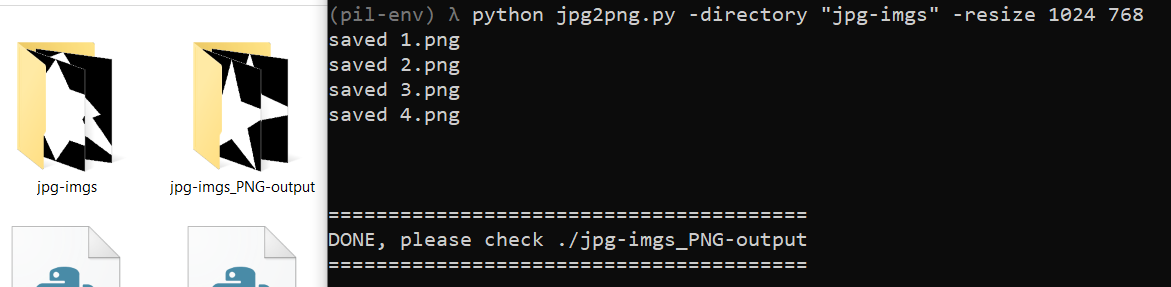 jpg-imgs
jpg-imgs_PNG-output
(pil-env) λ python jpg2png.py -directory "jpg-imgs" -resize 1024 768
saved 1.png
saved 2.png
saved 3.png
saved 4.png
========================================
DONE, please check ./jpg-imgs_PNG-output
========================================